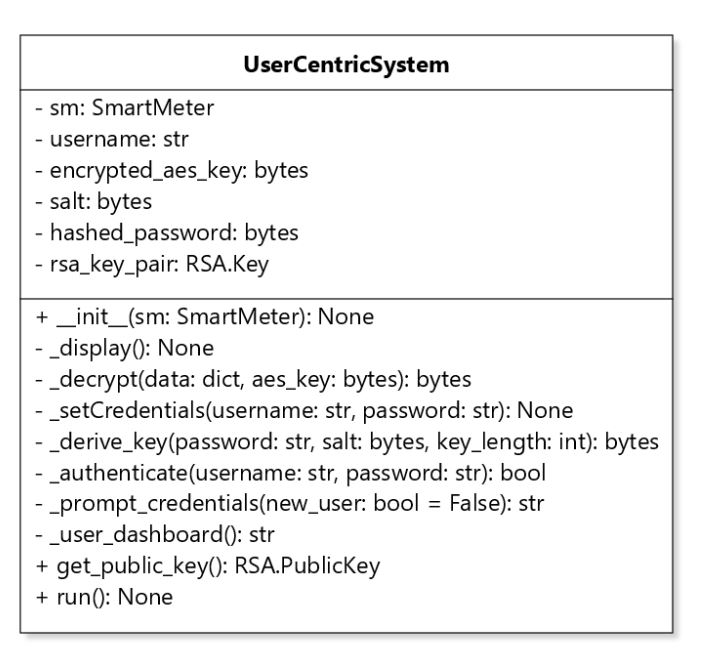 UserCentricSystem
- sm: SmartMeter
- username: str
- encrypted_aes_key: bytes
- salt: bytes
- hashed_password: bytes
- rsa_key_pair: RSA.Key
+ __init__(sm: SmartMeter): None
- _display(): None
- _decrypt(data: dict, aes_key: bytes): bytes
- _setCredentials(username: str, password: str): None
- _derive_key(password: str, salt: bytes, key_length: int): bytes
- _authenticate(username: str, password: str): bool
- _prompt_credentials(new_user: bool = False): str
- _user_dashboard(): str
+ get_public_key(): RSA.PublicKey
+ run(): None